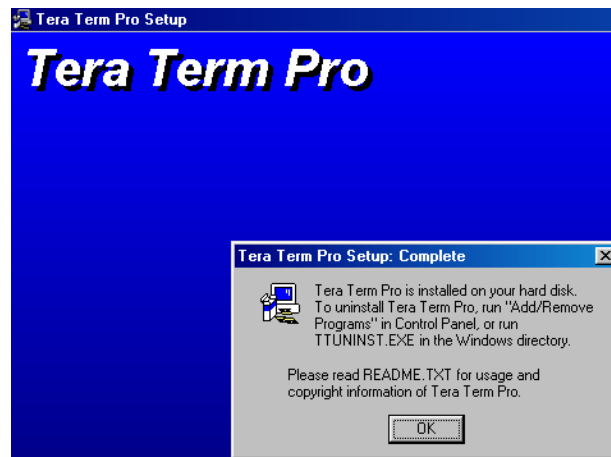 Tera Term Pro Setup
Tera Term Pro
Tera Term Pro Setup: Complete
Tera Term Pro is installed on your hard disk.
To uninstall Tera Term Pro, run "Add/Remove
Programs" in Control Panel, or run
TTUNINST.EXE in the Windows directory.
Please read README.TXT for usage and
copyright information of Tera Term Pro.
OK